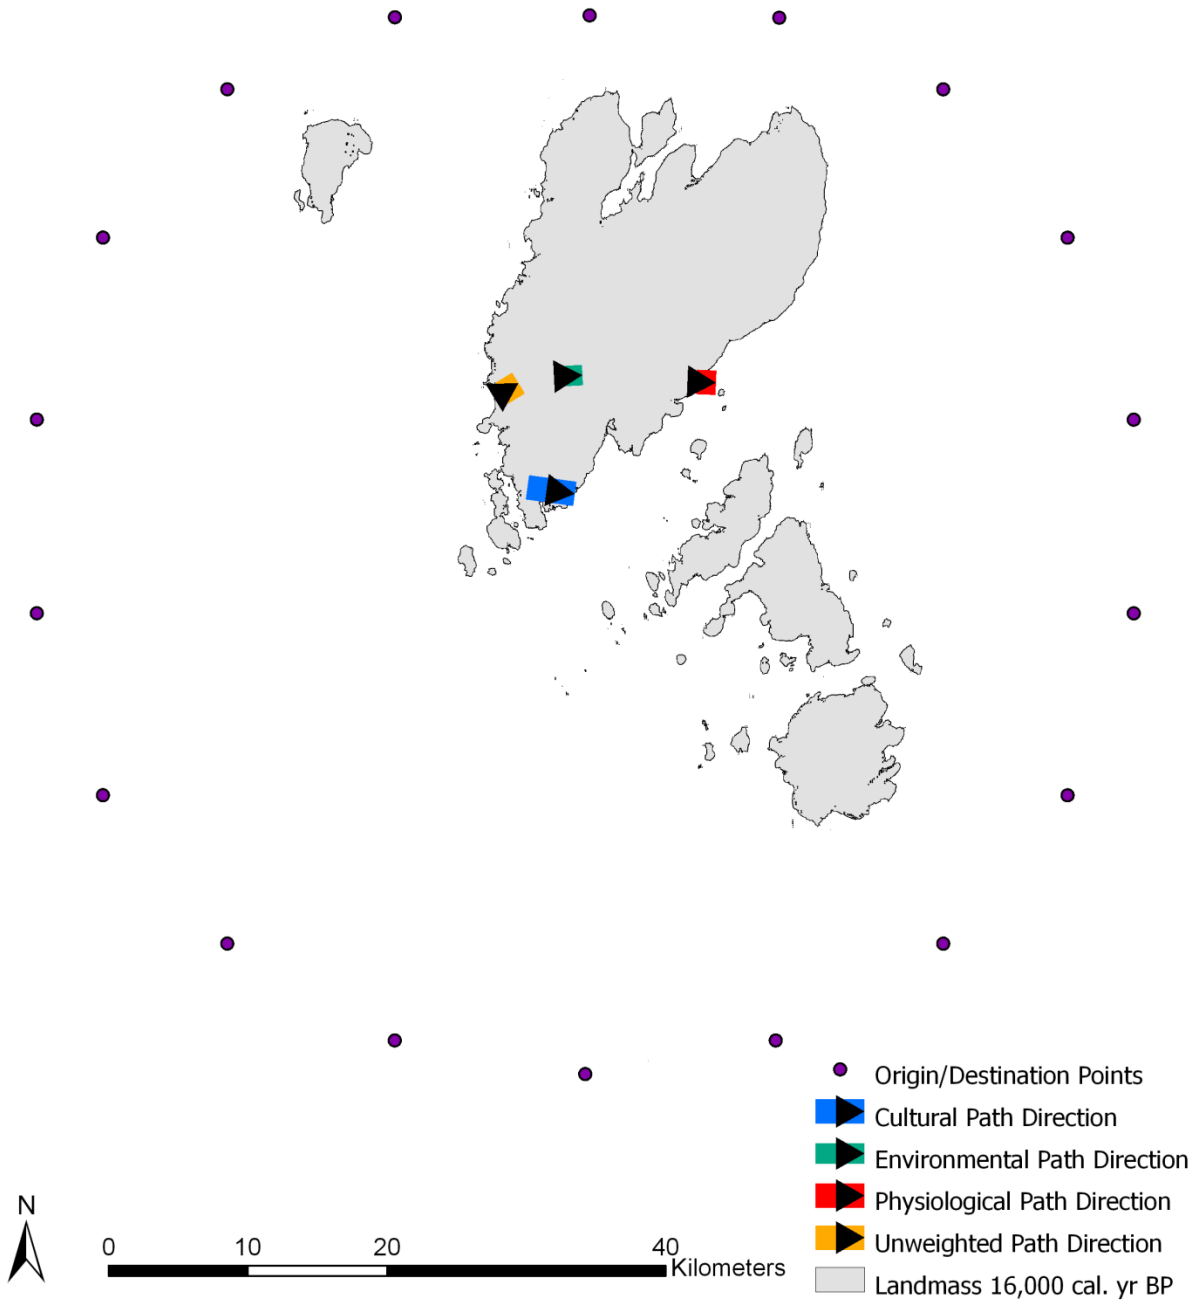 Origin/Destination Points
Cultural Path Direction
Environmental Path Direction
Physiological Path Direction
Unweighted Path Direction
Landmass 16,000 cal. yr BP
N
0 10 20 40 Kilometers